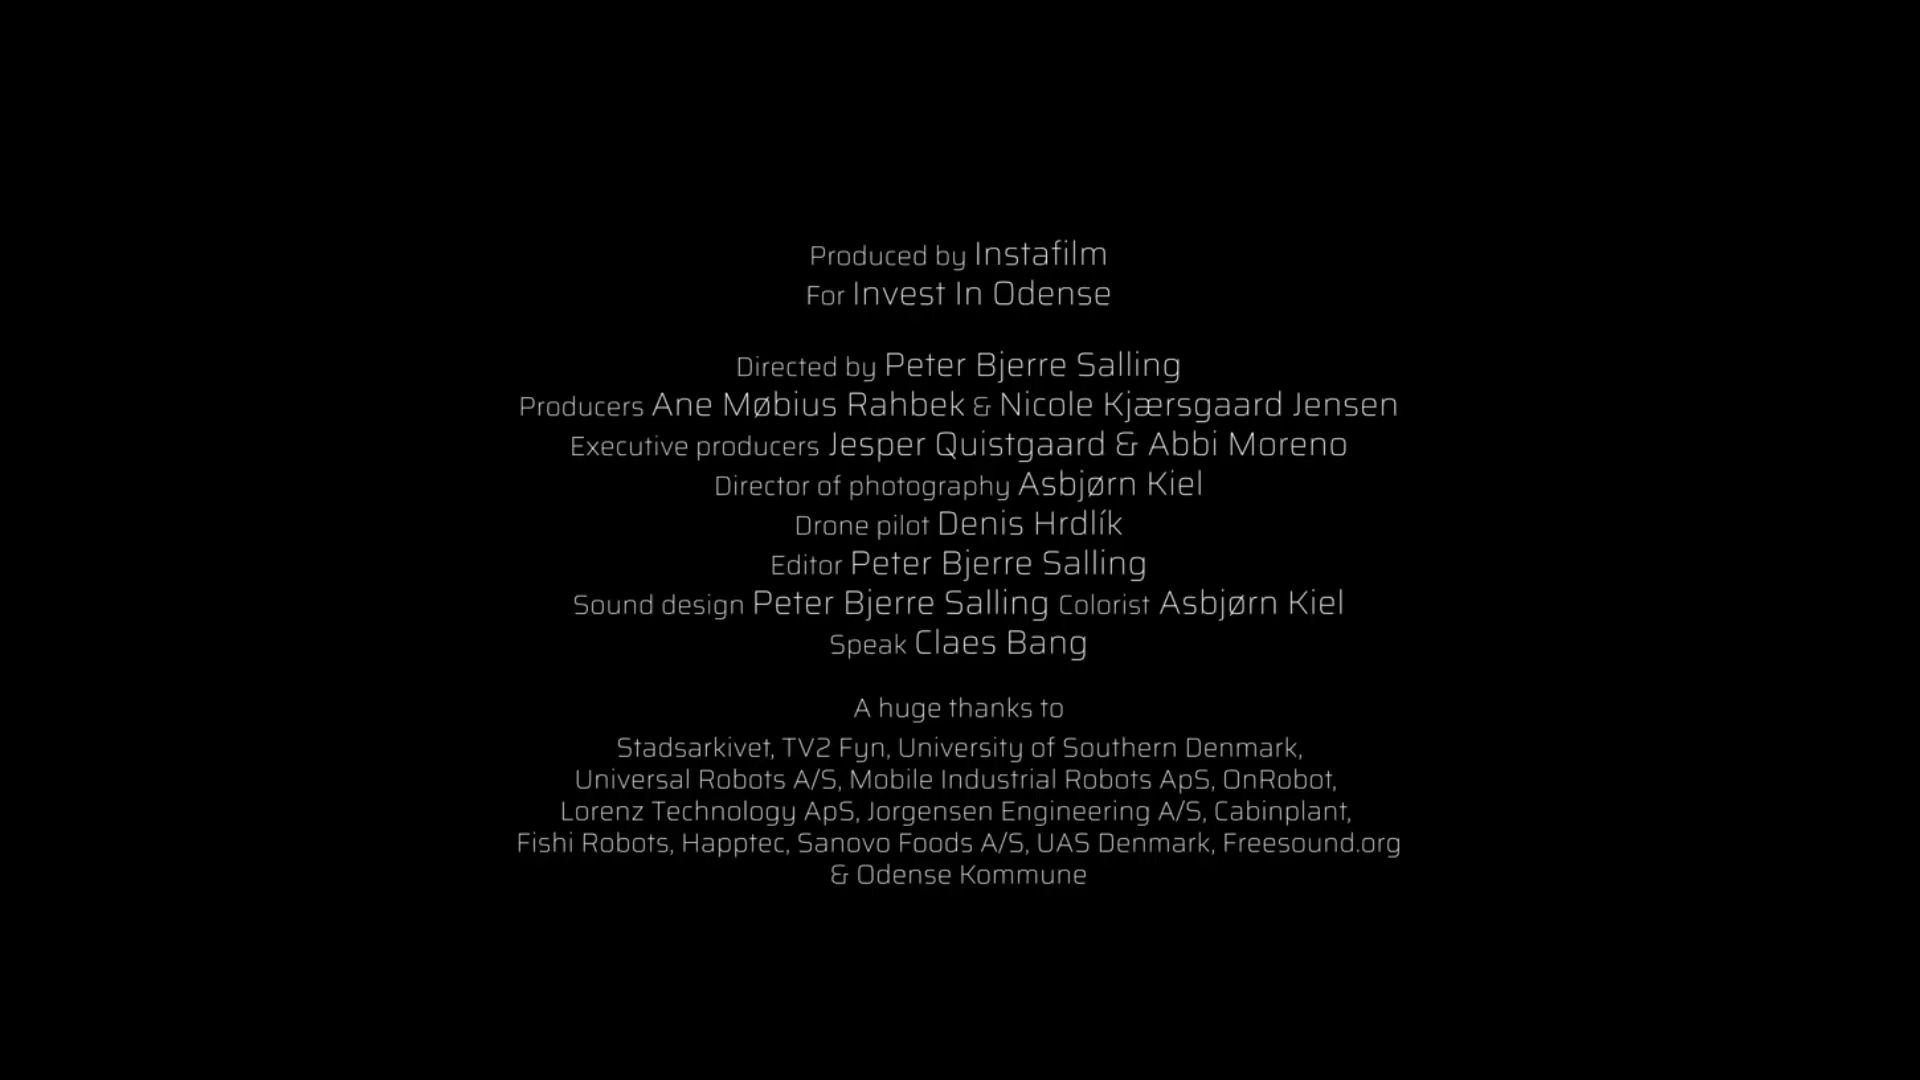 Produced by Instafilm
For Invest In Odense
Directed by Peter Bjerre Salling
Producers Ane Møbius Rahbek & Nicole Kjærsgaard Jensen
Executive producers Jesper Quistgaard & Abbi Moreno
Director of photography Asbjørn Kiel
Drone pilot Denis Hrdlík
Editor Peter Bjerre Salling
Sound design Peter Bjerre Salling Colorist Asbjørn Kiel
Speak Claes Bang
A huge thanks to
Stadsarkivet, TV2 Fyn, University of Southern Denmark,
Universal Robots A/S, Mobile Industrial Robots ApS, OnRobot,
Lorenz Technology ApS, Jorgensen Engineering A/S, Cabinplant,
Fishi Robots, Happtec, Sanovo Foods A/S, UAS Denmark, Freesound.org
& Odense Kommune